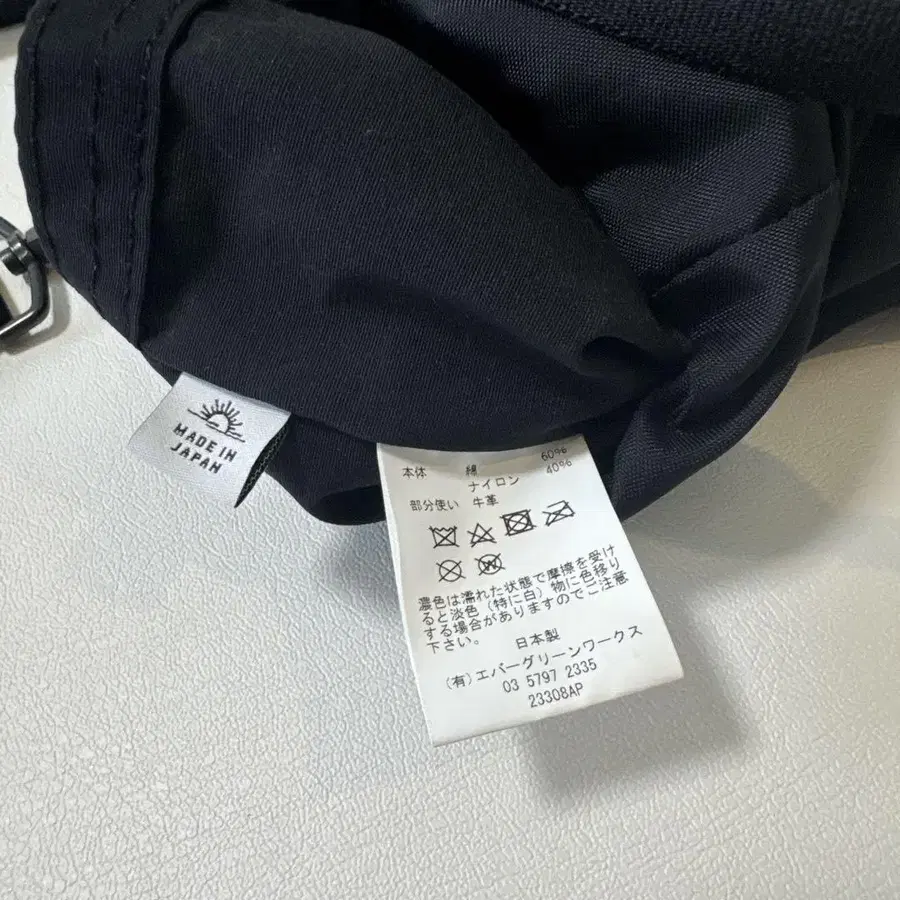 MADE IN
JAPAN
本体 綿 60%
ナイロン 40%
部分使い 牛革
濃色は濡れた状態で摩擦を受け
ると淡色(特に白)物に色移り
する場合がありますのでご注意
下さい。
日本製
(有)エバーグリーンワークス
03 5797 2335
23308AP